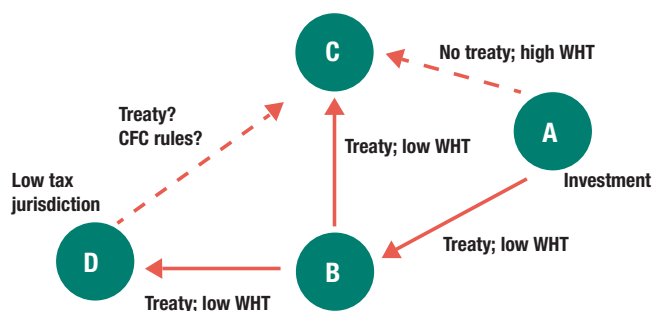 C
No treaty; high WHT
A
Treaty?
CFC rules?
Treaty; low WHT
Low tax
jurisdiction
Investment
D
B
Treaty; low WHT
Treaty; low WHT